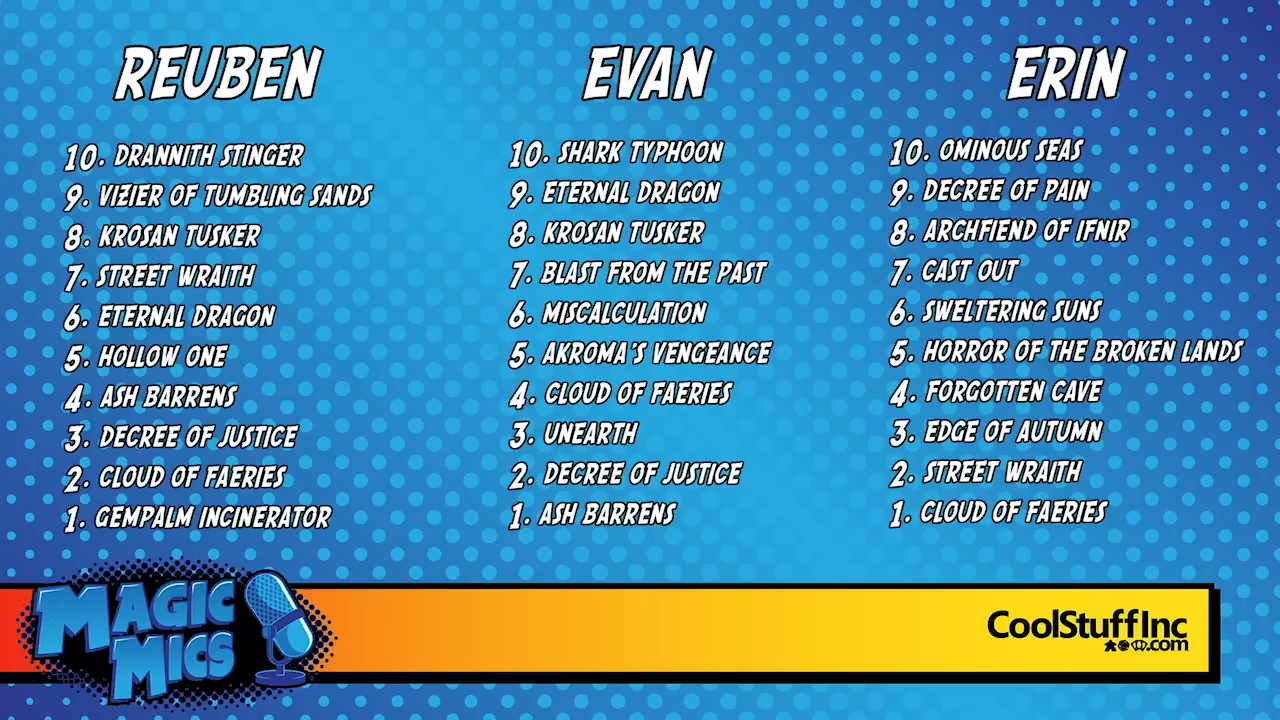 REUBEN
10. DRANNITH STINGER
9. VIZIER OF TUMBLING SANDS
8. KROSAN TUSKER
7. STREET WRAITH
6. ETERNAL DRAGON
5. HOLLOW ONE
4. ASH BARRENS
3. DECREE OF JUSTICE
2. CLOUD OF FAERIES
1. GEMPALM INCINERATOR
EVAN
10. SHARK TYPHOON
9. ETERNAL DRAGON
8. KROSAN TUSKER
7. BLAST FROM THE PAST
6. MISCALCULATION
5. AKROMA'S VENGEANCE
4. CLOUD OF FAERIES
3. UNEARTH
2. DECREE OF JUSTICE
1. ASH BARRENS
ERIN
10. OMINOUS SEAS
9. DECREE OF PAIN
8. ARCHFIEND OF IFNIR
7. CAST OUT
6. SWELTERING SUNS
5. HORROR OF THE BROKEN LANDS
4. FORGOTTEN CAVE
3. EDGE OF AUTUMN
2. STREET WRAITH
1. CLOUD OF FAERIES
MAGIC
MICS
CoolStuffInc
.com